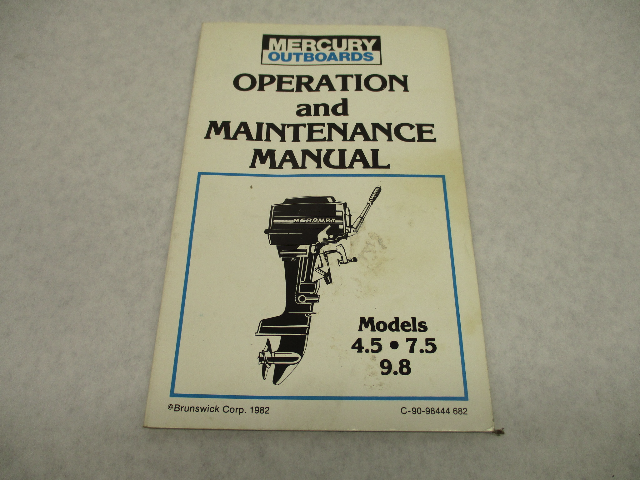 MERCURY
OUTBOARDS
OPERATION
and
MAINTENANCE
MANUAL
MERCURY
Models
4.5 • 7.5
9.8
©Brunswick Corp. 1982
C-90-98444 682